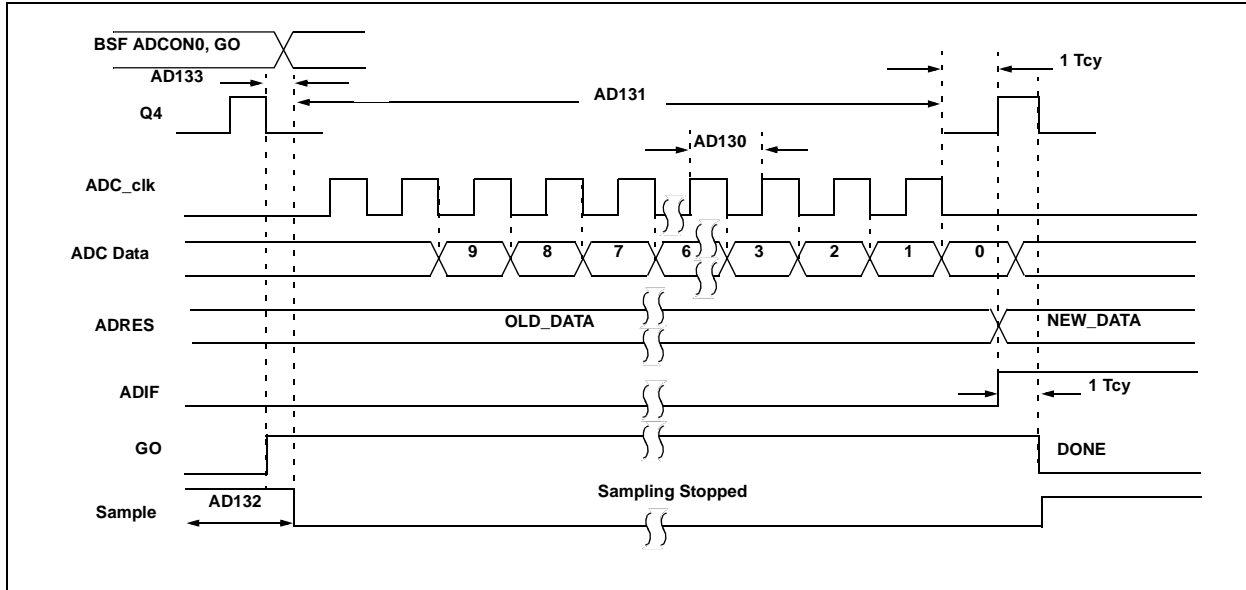 BSF ADCON0, GO
1 Tcy
AD133
AD131
Q4
AD130
ADC_clk
ADC Data
9 8 7 6 3 2 1 0
ADRES
OLD_DATA
NEW_DATA
ADIF
1 Tcy
GO
DONE
AD132
Sampling Stopped
Sample